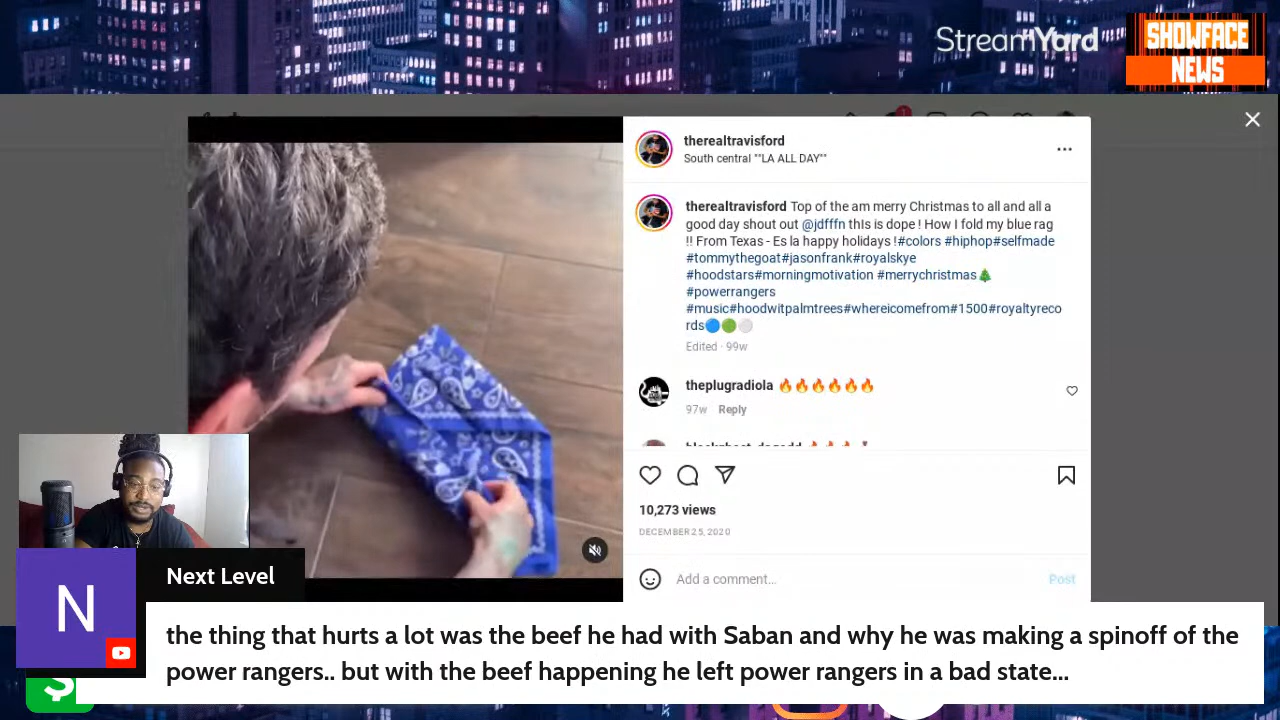 StreamYard
SHOWFACE
NEWS
therealtravisford
South central ""LA ALL DAY""
therealtravisford Top of the am merry Christmas to all and all a
good day shout out @jdfffn thIs is dope ! How I fold my blue rag
!! From Texas - Es la happy holidays !#colors #hiphop#selfmade
#tommythegoat#jasonfrank#royalskye
#hoodstars#morningmotivation #merrychristmas🎄
#powerrangers
#music#hoodwitpalmtrees#whereicomefrom#1500#royaltyreco
rds🔵🟢⚪
Edited · 99w
theplugradiola 🔥🔥🔥🔥🔥🔥
97w Reply
10,273 views
DECEMBER 25, 2020
Add a comment...
Post
N
Next Level
the thing that hurts a lot was the beef he had with Saban and why he was making a spinoff of the
power rangers.. but with the beef happening he left power rangers in a bad state...